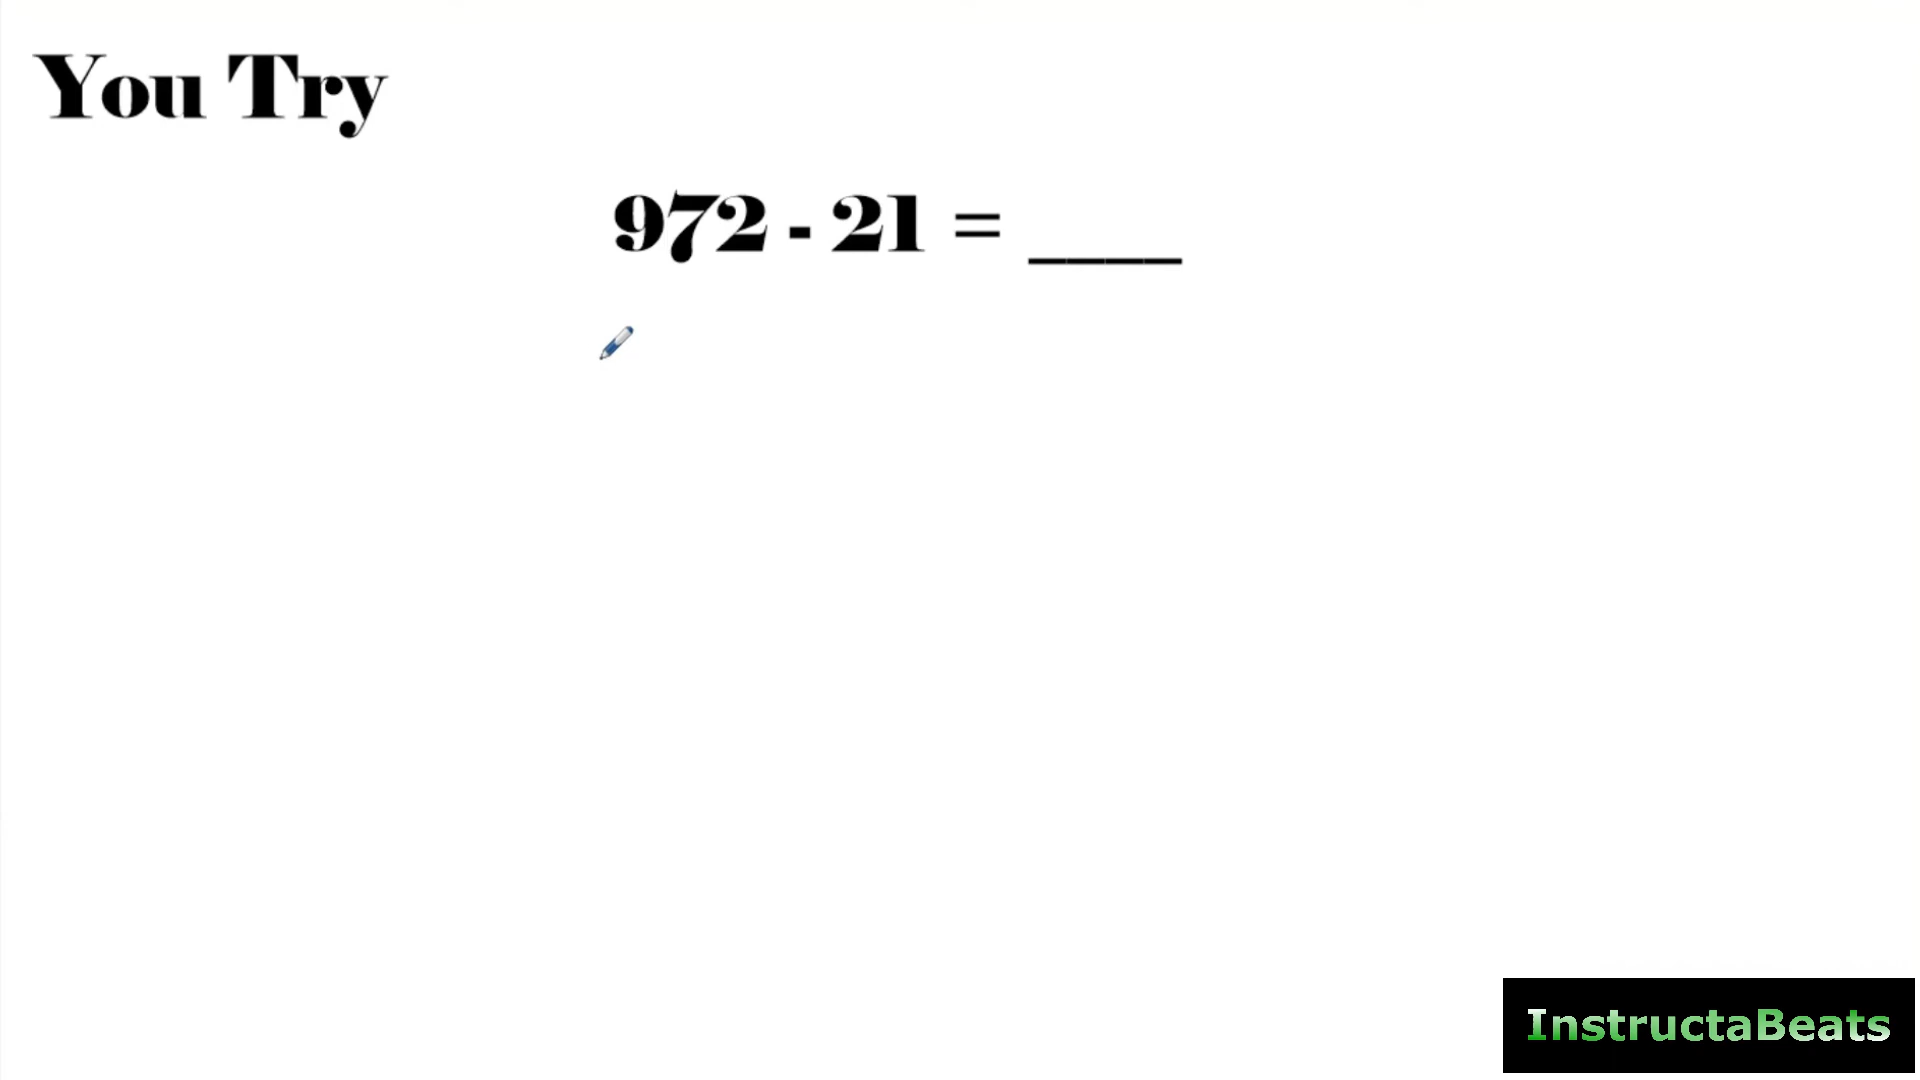 You Try
972 - 21 = ____
InstructaBeats